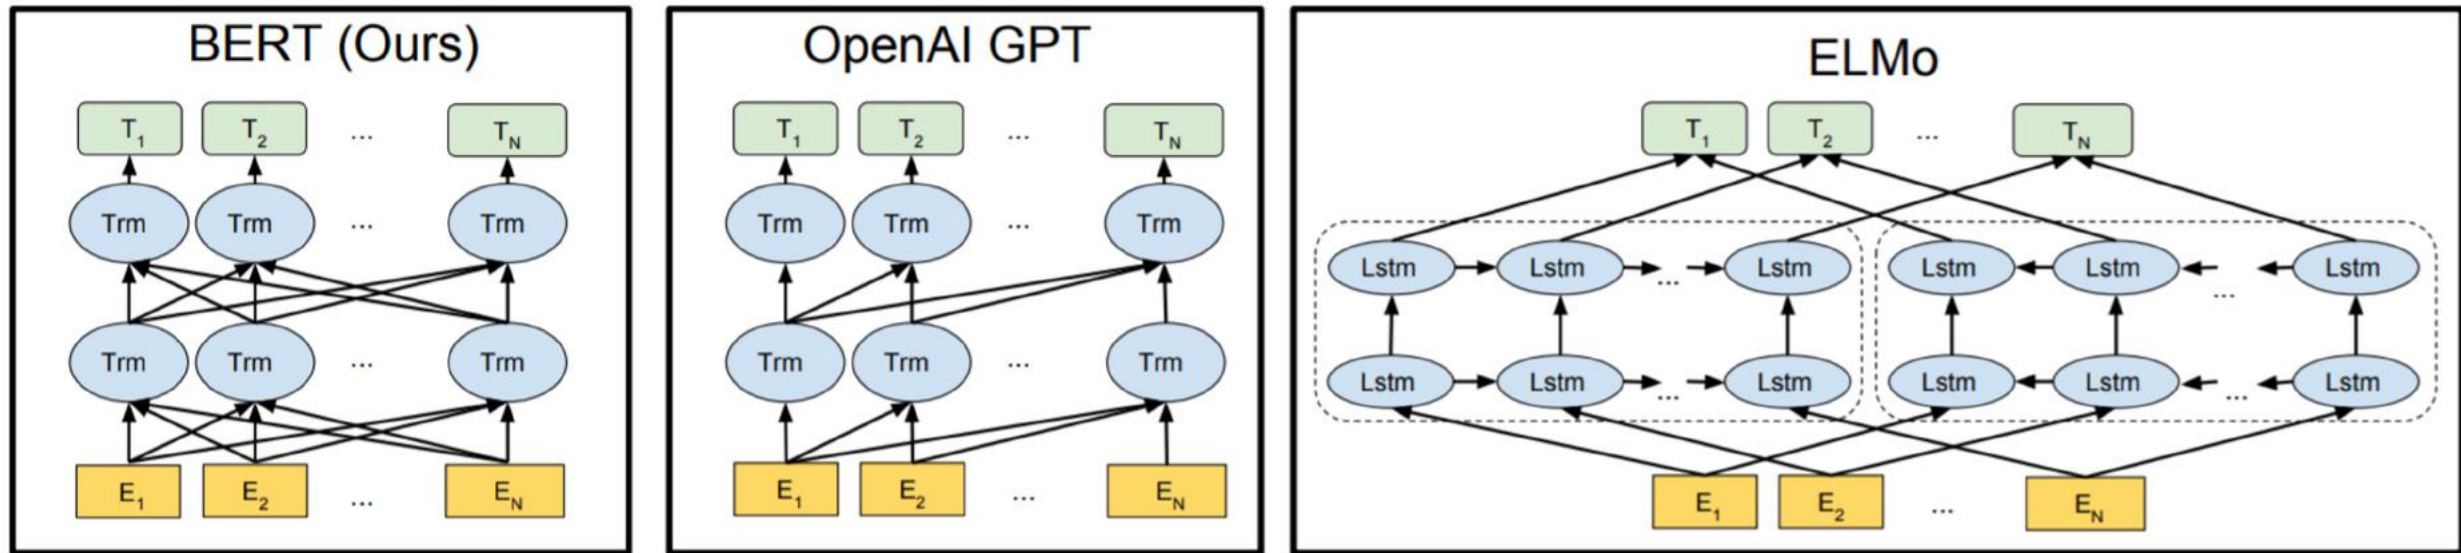 BERT (Ours)
T1 T2 ... TN
Trm Trm ... Trm
Trm Trm ... Trm
E1 E2 ... EN
OpenAI GPT
T1 T2 ... TN
Trm Trm ... Trm
Trm Trm ... Trm
E1 E2 ... EN
ELMo
T1 T2 ... TN
Lstm Lstm ... Lstm Lstm Lstm ... Lstm
Lstm Lstm ... Lstm Lstm Lstm ... Lstm
E1 E2 ... EN